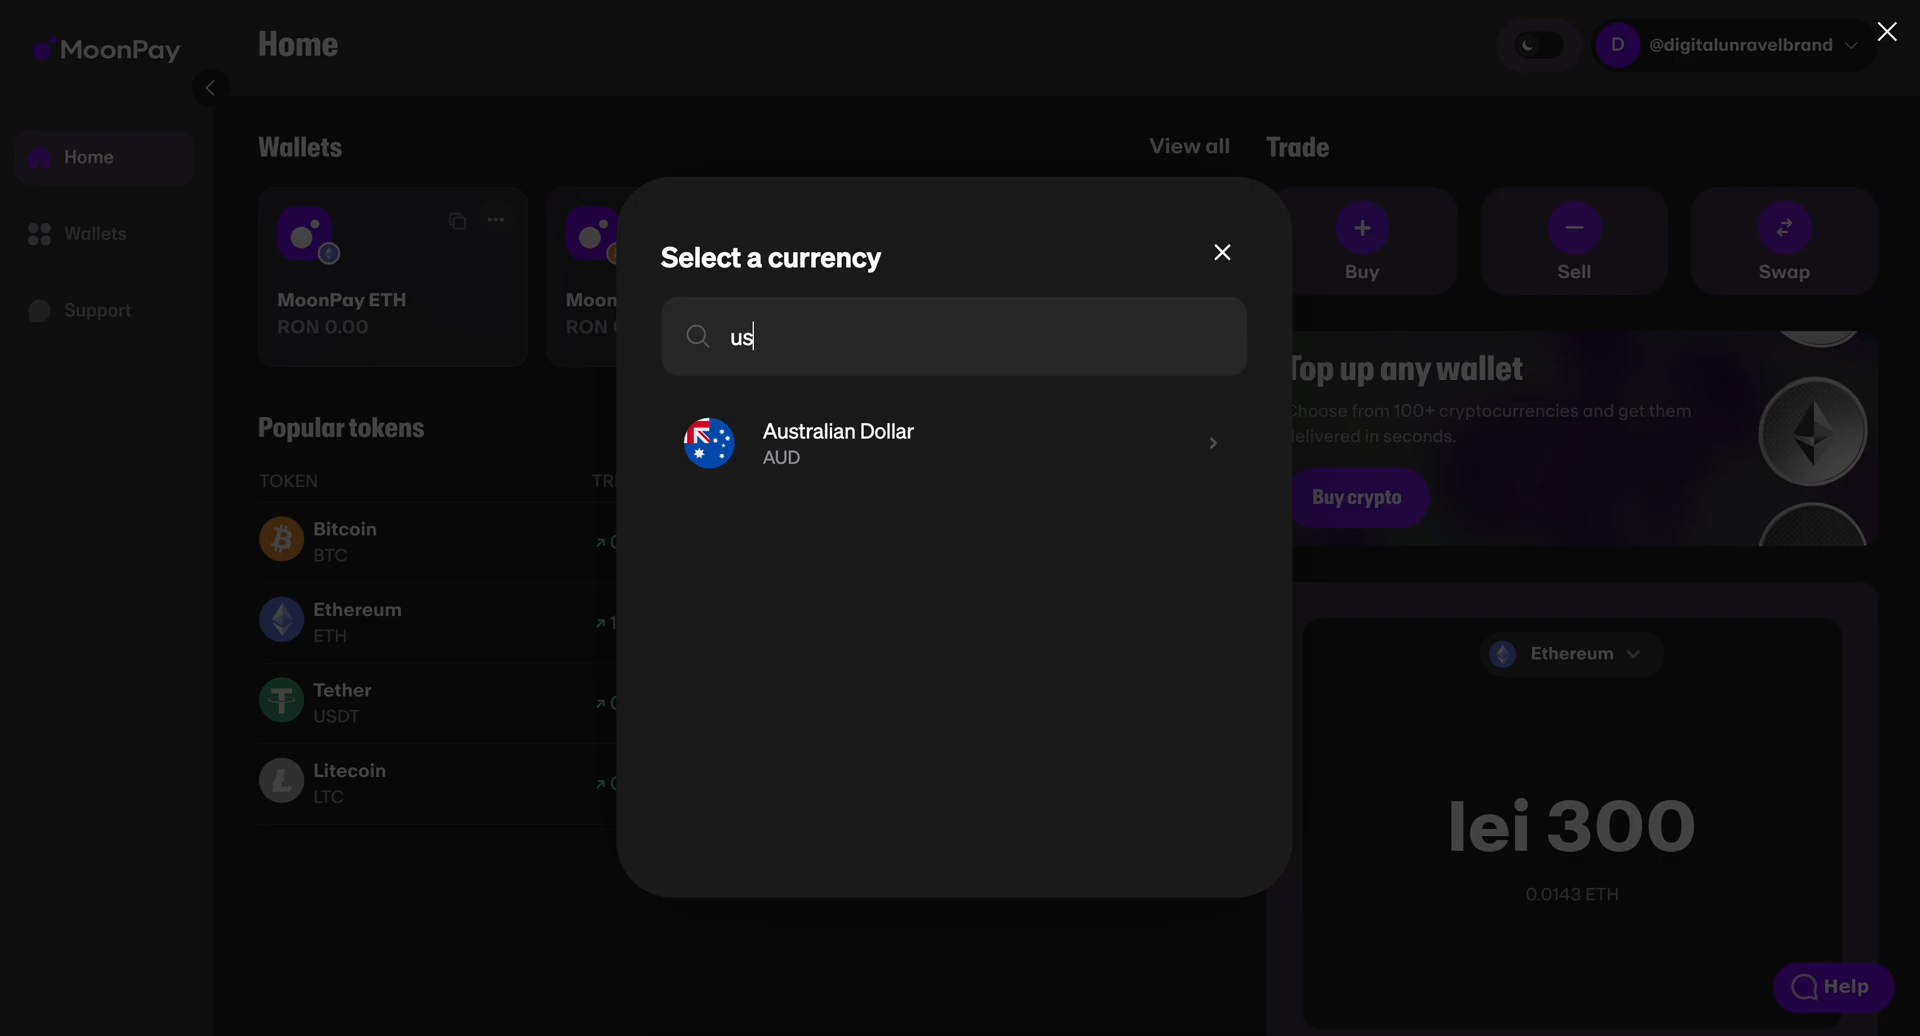 MoonPay
Home
D
@digitalunravelbrand
Home
Wallets
Support
Wallets
View all
MoonPay ETH
RON 0.00
Moon
RON
Popular tokens
TOKEN
Bitcoin
BTC
Ethereum
ETH
Tether
USDT
Litecoin
LTC
Select a currency
us
Australian Dollar
AUD
Trade
Buy
Sell
Swap
Top up any wallet
Choose from 100+ cryptocurrencies and get them
delivered in seconds.
Buy crypto
Ethereum
lei 300
0.0143 ETH
Help